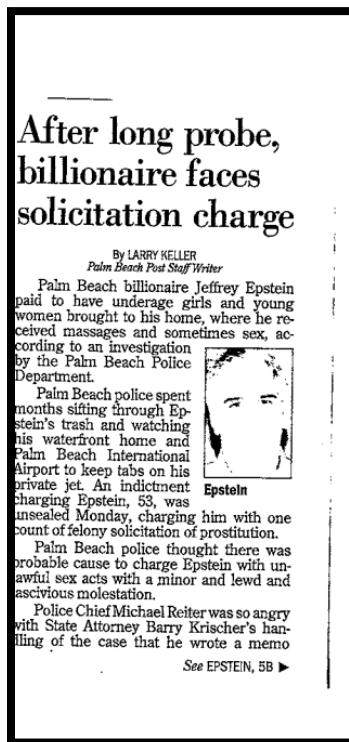 After long probe,
billionaire faces
solicitation charge
By LARRY KELLER
Palm Beach Post Staff Writer
Palm Beach billionaire Jeffrey Epstein
paid to have underage girls and young
women brought to his home, where he re-
ceived massages and sometimes sex, ac-
cording to an investigation
by the Palm Beach Police
Department.
Palm Beach police spent
months sifting through Ep-
stein's trash and watching
his waterfront home and
Palm Beach International
Airport to keep tabs on his
private jet. An indictment
charging Epstein, 53, was
unsealed Monday, charging him with one
count of felony solicitation of prostitution.
Epstein
Palm Beach police thought there was
probable cause to charge Epstein with un-
awful sex acts with a minor and lewd and
ascivious molestation.
Police Chief Michael Reiter was so angry
with State Attorney Barry Krischer's han-
dling of the case that he wrote a memo
See EPSTEIN, 5B ▶